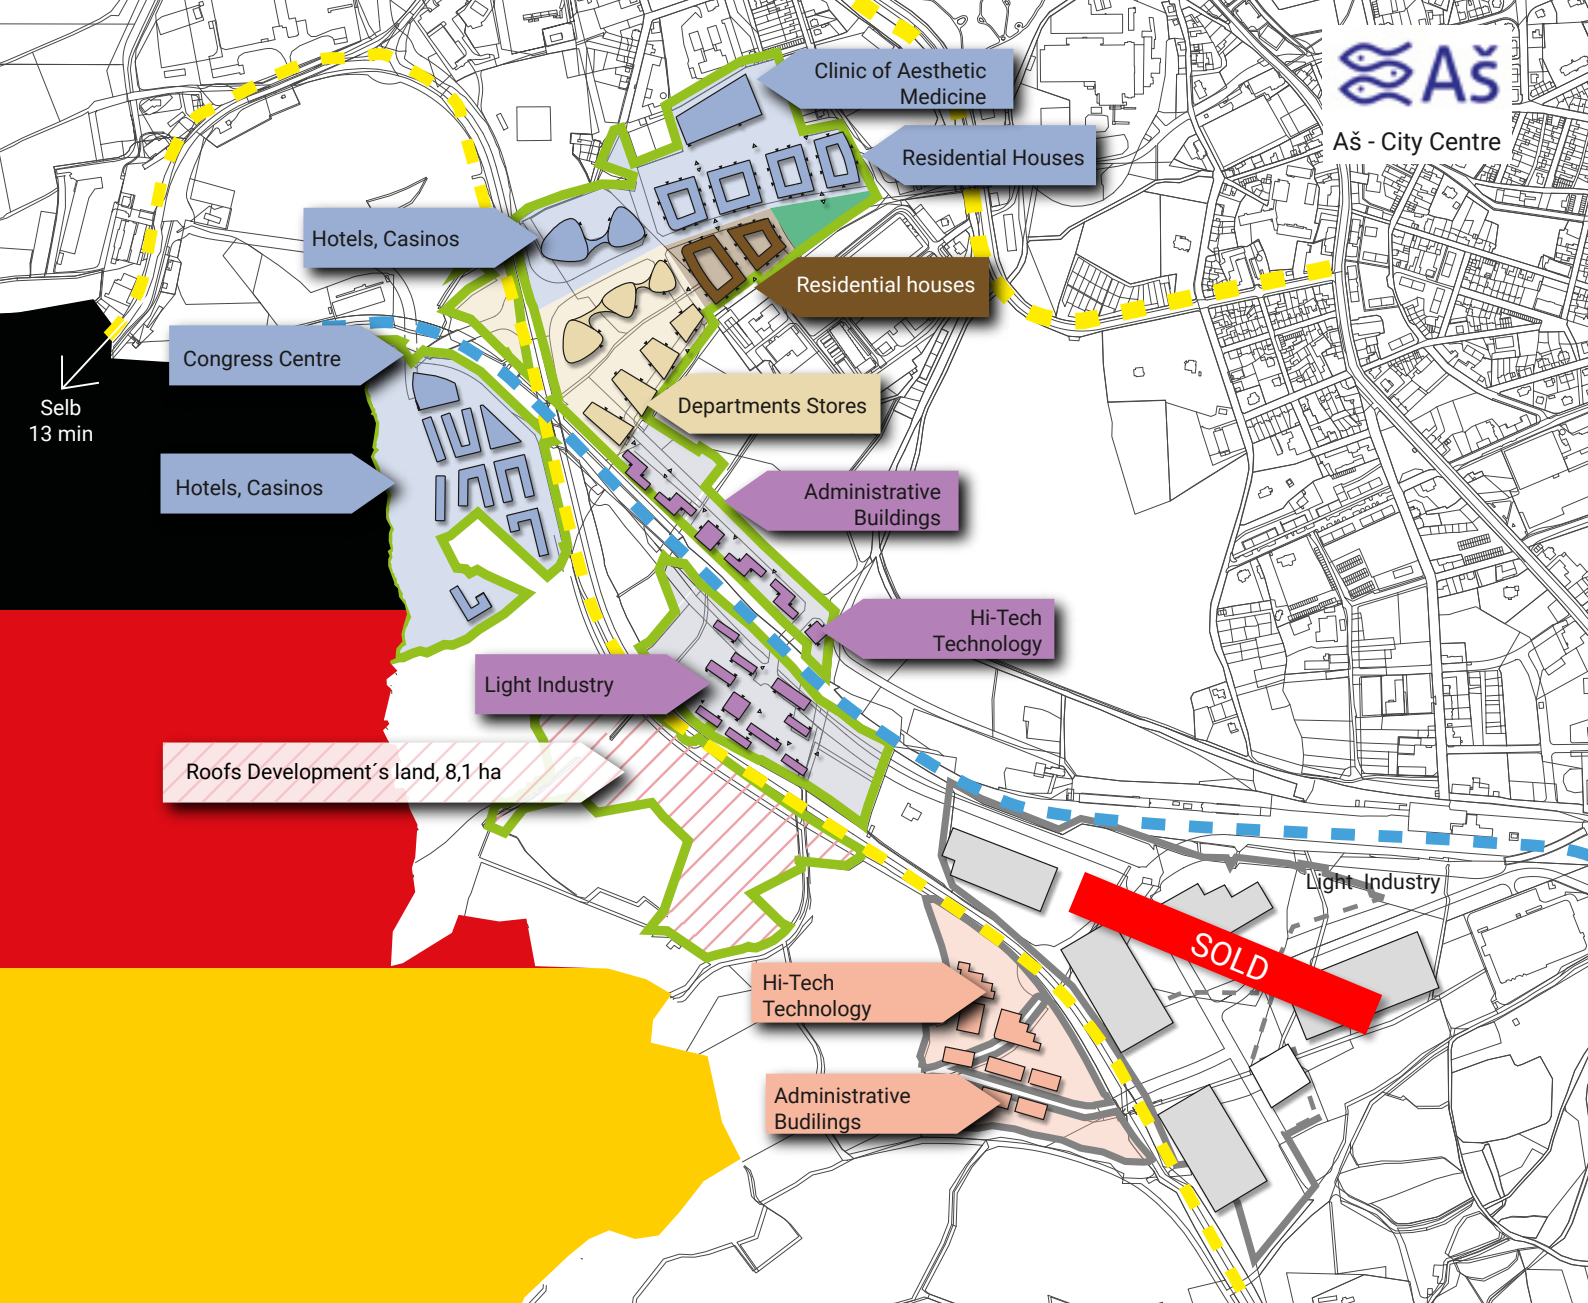 Clinic of Aesthetic
Medicine
Aš
Aš - City Centre
Residential Houses
Hotels, Casinos
Residential houses
Congress Centre
Selb
13 min
Departments Stores
Hotels, Casinos
Administrative
Buildings
Hi-Tech
Technology
Light Industry
Roofs Development´s land, 8,1 ha
Light Industry
SOLD
Hi-Tech
Technology
Administrative
Budilings